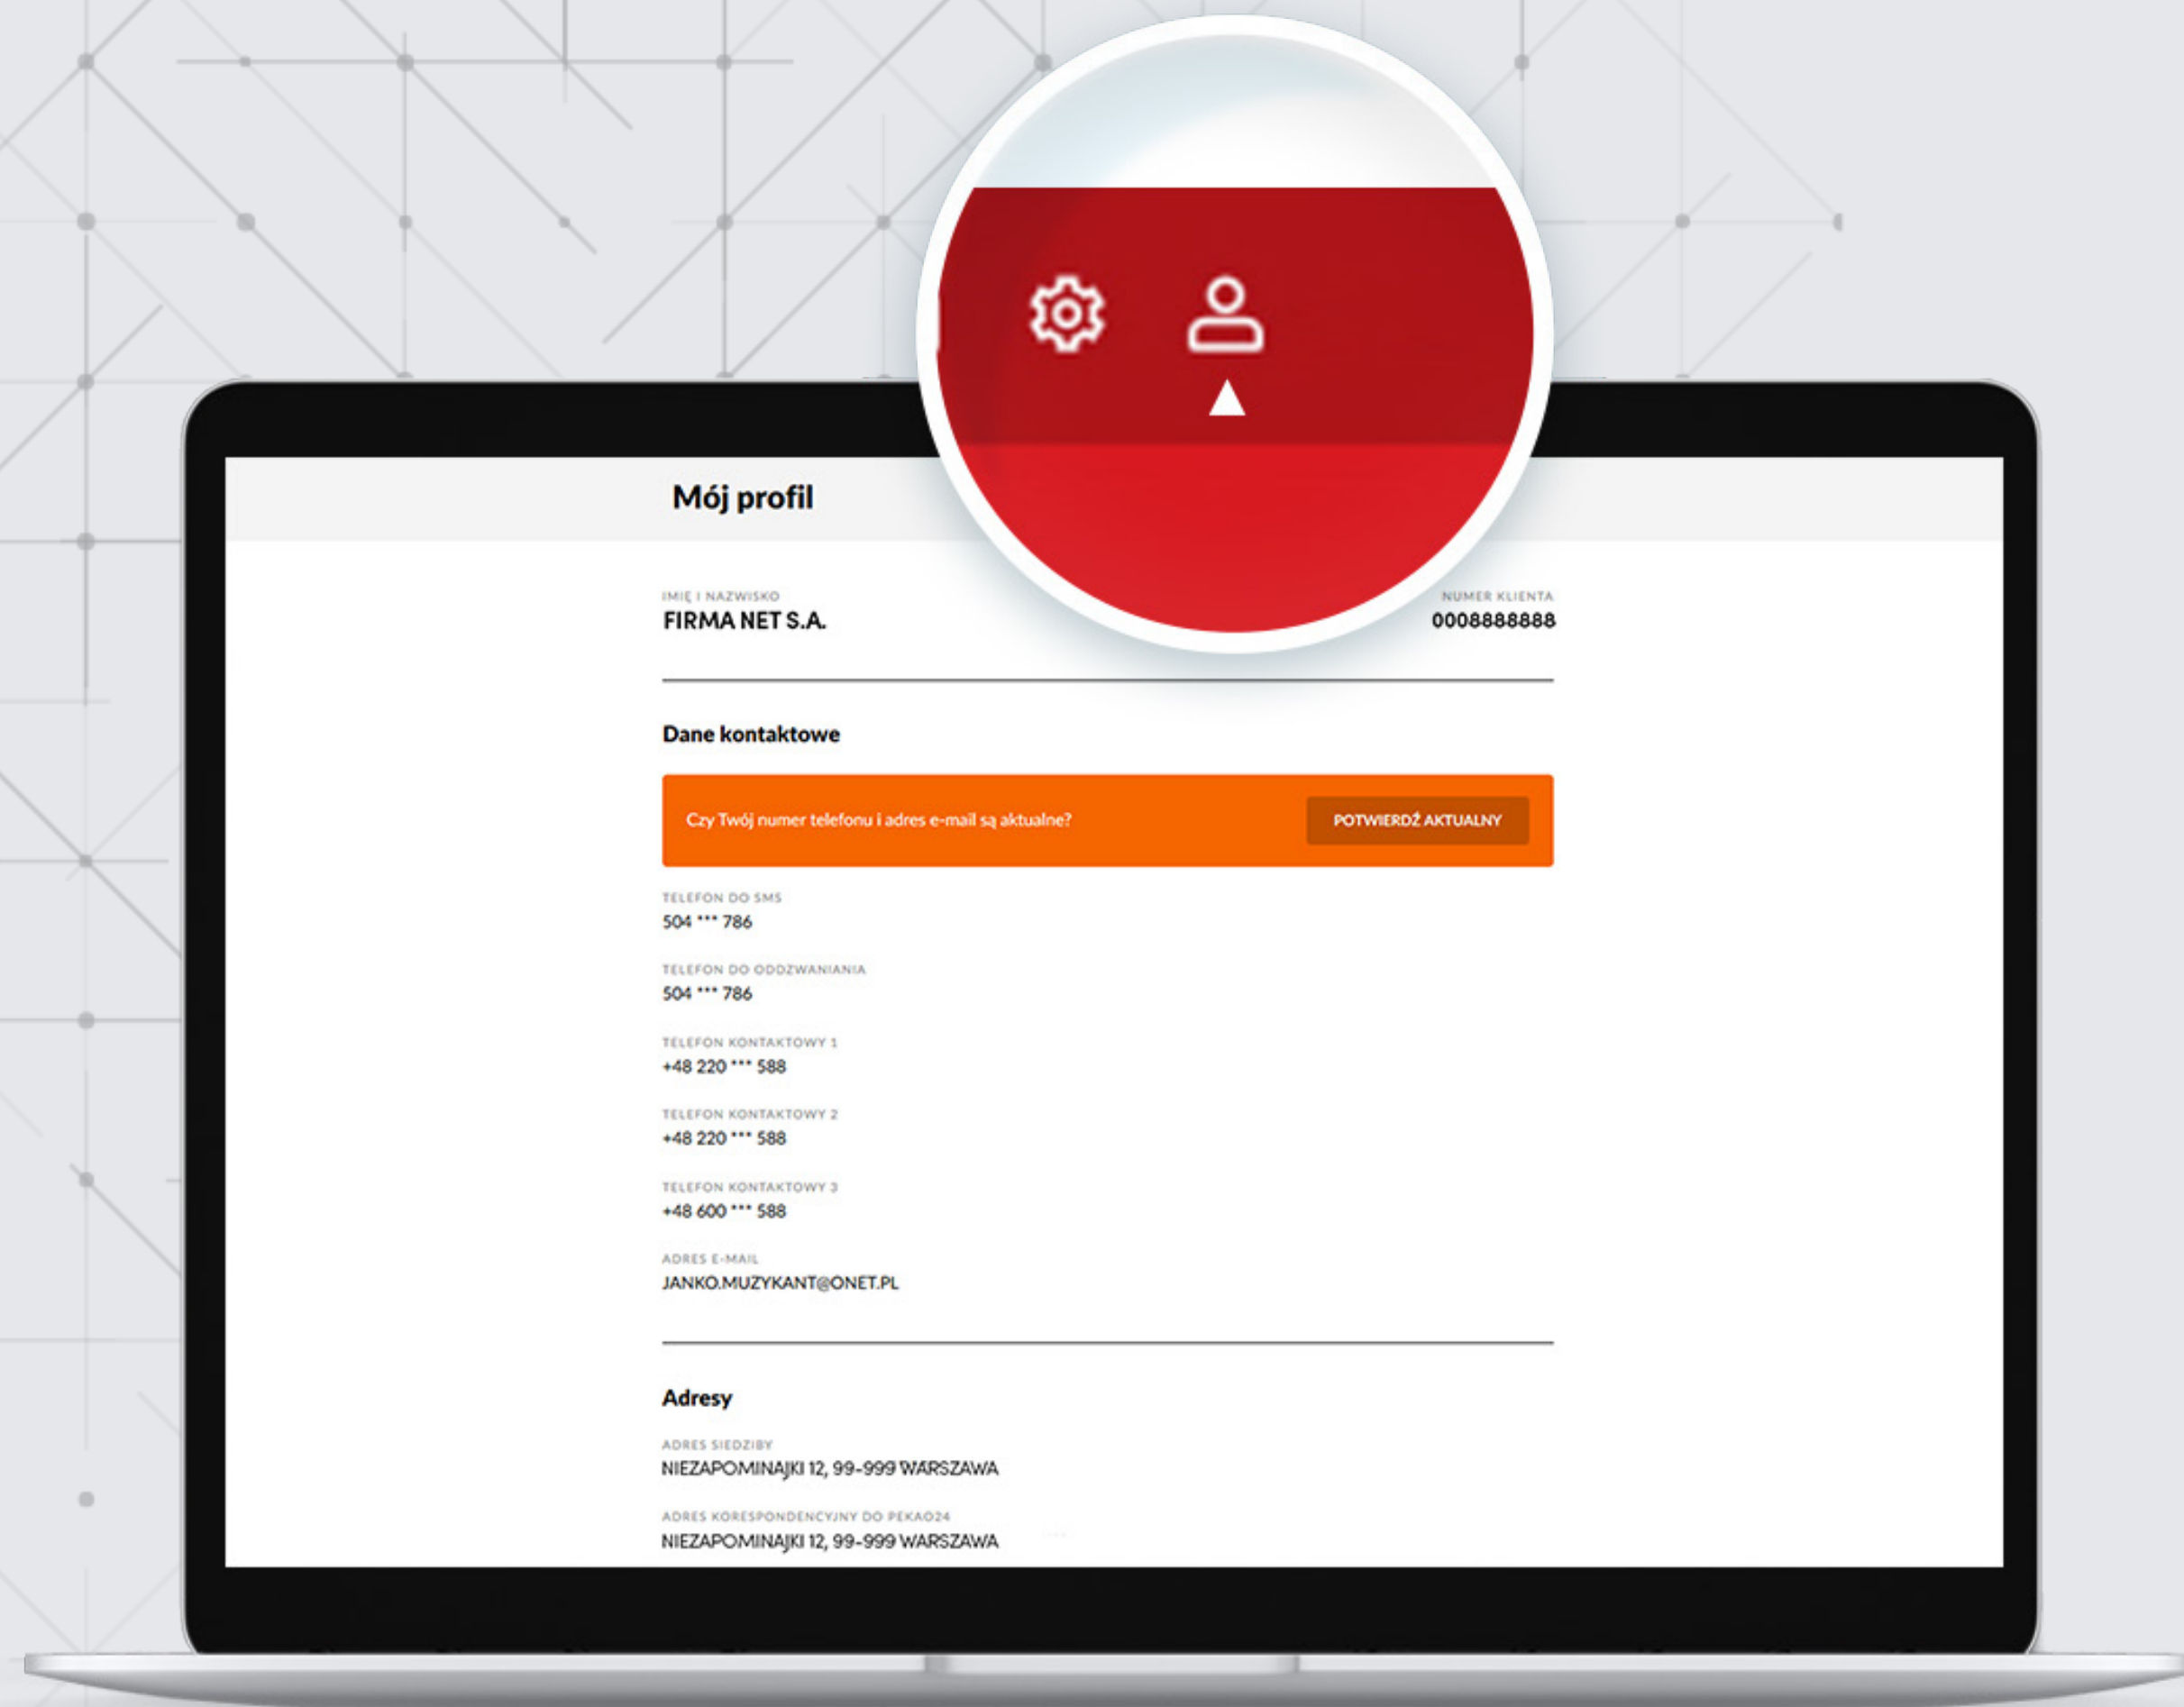 Mój profil
IMIĘ I NAZWISKO
FIRMA NET S.A.
NUMER KLIENTA
0008888888
Dane kontaktowe
Czy Twój numer telefonu i adres e-mail są aktualne?
POTWIERDŹ AKTUALNY
TELEFON DO SMS
504 *** 786
TELEFON DO ODDZWANIANIA
504 *** 786
TELEFON KONTAKTOWY 1
+48 220 *** 588
TELEFON KONTAKTOWY 2
+48 220 *** 588
TELEFON KONTAKTOWY 3
+48 600 *** 588
ADRES E-MAIL
JANKO.MUZYKANT@ONET.PL
Adresy
ADRES SIEDZIBY
NIEZAPOMINAJKI 12, 99-999 WARSZAWA
ADRES KORESPONDENCYJNY DO PEKAO24
NIEZAPOMINAJKI 12, 99-999 WARSZAWA